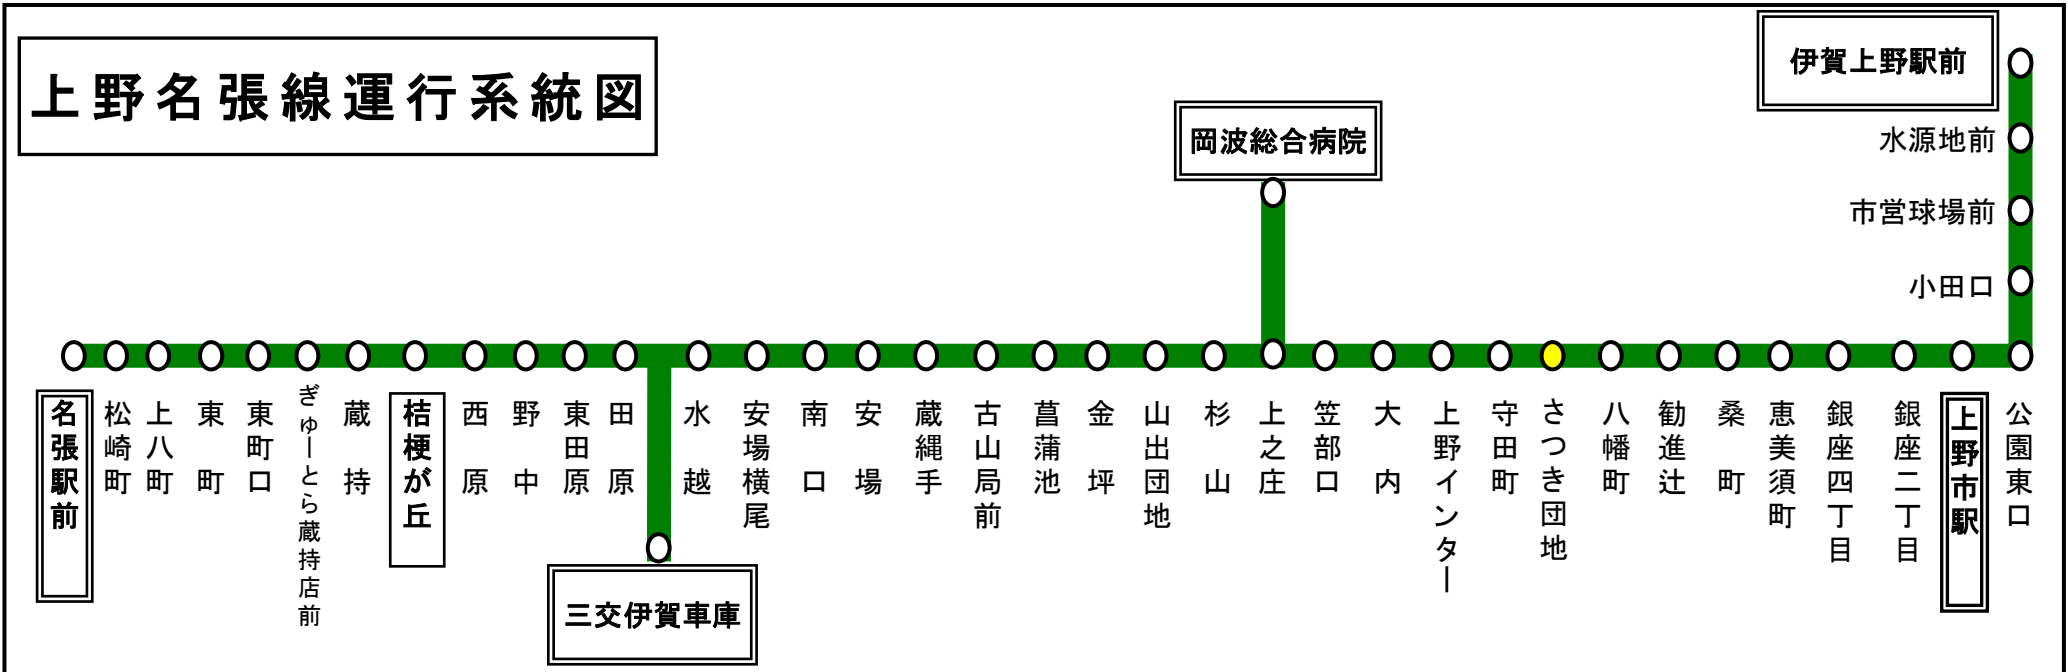 上野名張線運行系統図
伊賀上野駅前
岡波総合病院
水源地前
市営球場前
小田口
名張駅前
松崎町
上八町
東町
東町口
ぎゅーとら蔵持店前
蔵持
桔梗が丘
西原
野中
東田原
田原
水越
安場横尾
南口
安場
蔵縄手
古山局前
菖蒲池
金坪
山出団地
杉山
上之庄
笠部口
大内
上野インター
守田町
さつき団地
八幡町
勧進辻
桑町
恵美須町
銀座四丁目
銀座二丁目
上野市駅
公園東口
三交伊賀車庫